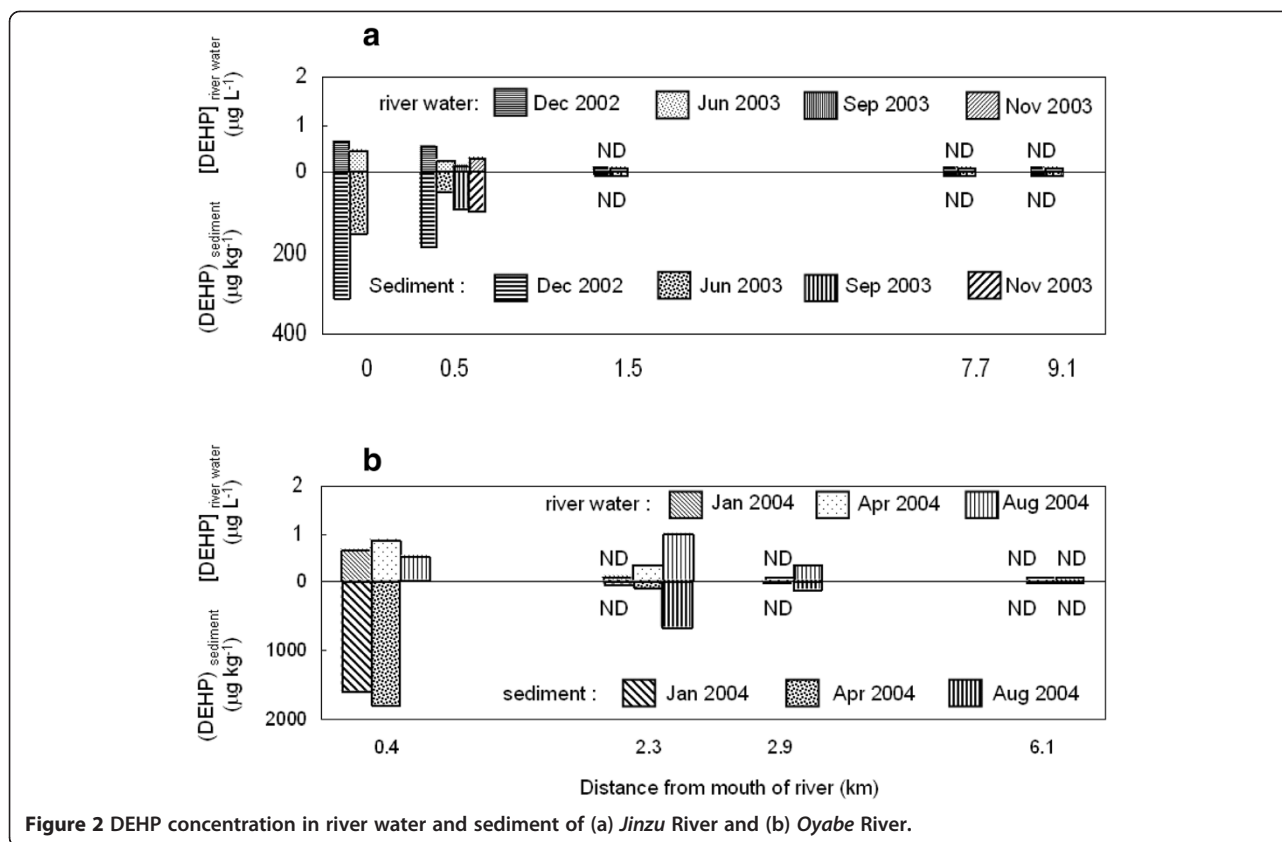 a
[DEHP] river water
(µg L-1)
2
1
0
river water: Dec 2002 Jun 2003 Sep 2003 Nov 2003
ND ND ND
ND ND ND
(DEHP) sediment
(µg kg-1)
200
400
Sediment : Dec 2002 Jun 2003 Sep 2003 Nov 2003
0 0.5 1.5 7.7 9.1
b
[DEHP] river water
(µg L-1)
2
1
0
river water : Jan 2004 Apr 2004 Aug 2004
ND ND ND ND
ND ND ND ND
(DEHP) sediment
(µg kg-1)
1000
2000
sediment : Jan 2004 Apr 2004 Aug 2004
0.4 2.3 2.9 6.1
Distance from mouth of river (km)
Figure 2 DEHP concentration in river water and sediment of (a) Jinzu River and (b) Oyabe River.